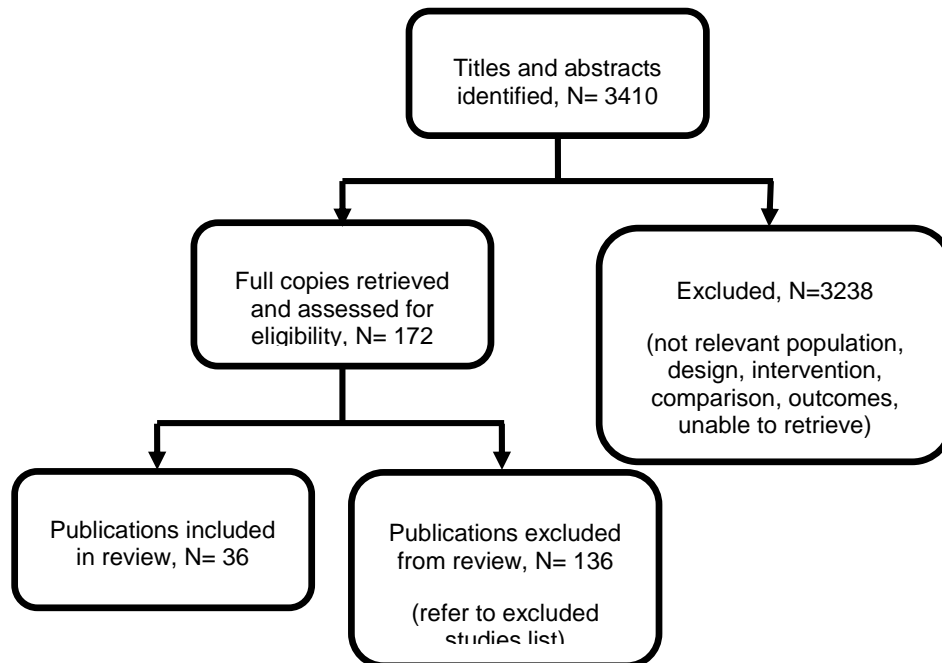 Titles and abstracts
identified, N= 3410
Full copies retrieved
and assessed for
eligibility, N= 172
Excluded, N=3238
(not relevant population,
design, intervention,
comparison, outcomes,
unable to retrieve)
Publications included
in review, N= 36
Publications excluded
from review, N= 136
(refer to excluded
studies list)